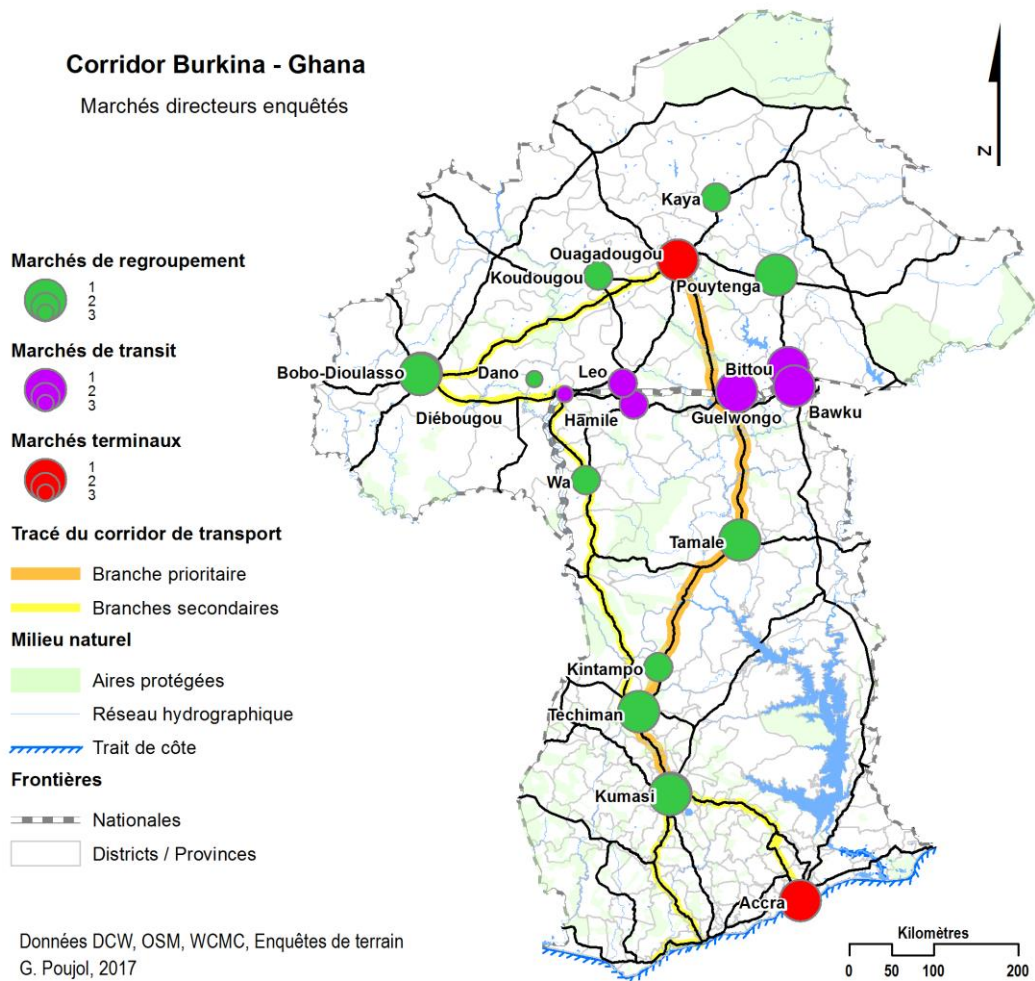 Corridor Burkina - Ghana
Marchés directeurs enquêtés
Marchés de regroupement
1
2
3
Marchés de transit
1
2
3
Marchés terminaux
1
2
3
Tracé du corridor de transport
Branche prioritaire
Branches secondaires
Milieu naturel
Aires protégées
Réseau hydrographique
Trait de côte
Frontières
Nationales
Districts / Provinces
Données DCW, OSM, WCMC, Enquêtes de terrain
G. Poujol, 2017
N
Kaya
Ouagadougou
Koudougou
Pouytenga
Bobo-Dioulasso
Dano
Leo
Bittou
Diébougou
Hãmile
Guelwongo
Bawku
Wa
Tamale
Kintampo
Techiman
Kumasi
Accra
Kilomètres
0 50 100 200